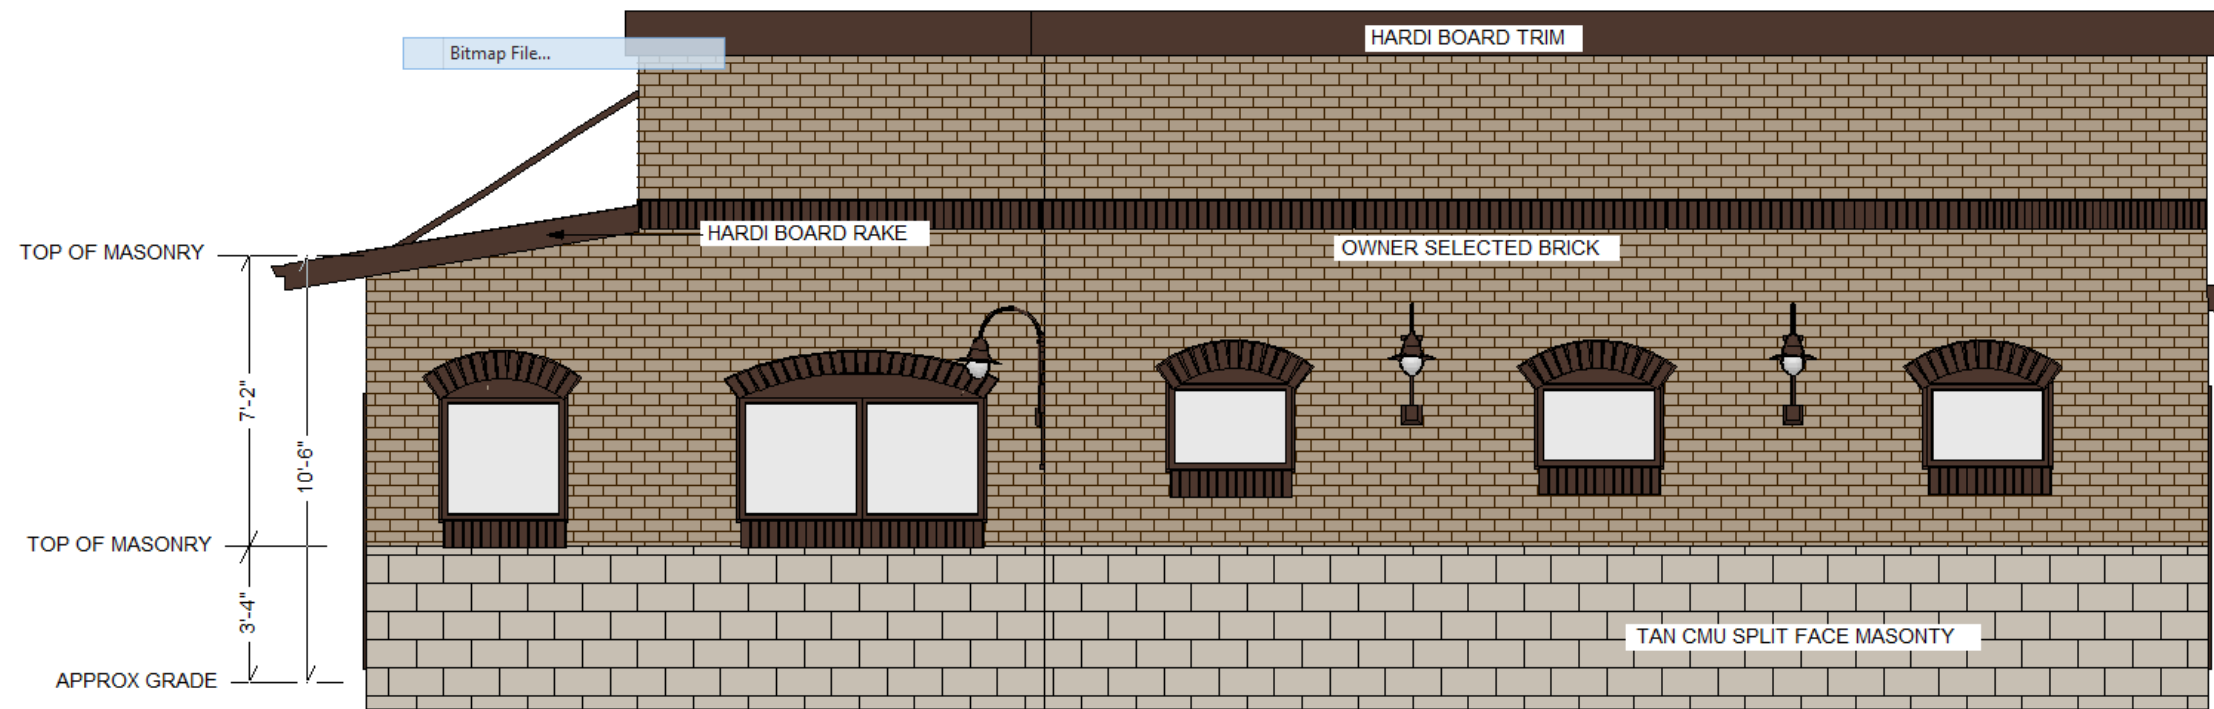 HARDI BOARD TRIM
Bitmap File...
HARDI BOARD RAKE
OWNER SELECTED BRICK
TOP OF MASONRY
7'-2"
10'-6"
TOP OF MASONRY
3'-4"
TAN CMU SPLIT FACE MASONTY
APPROX GRADE